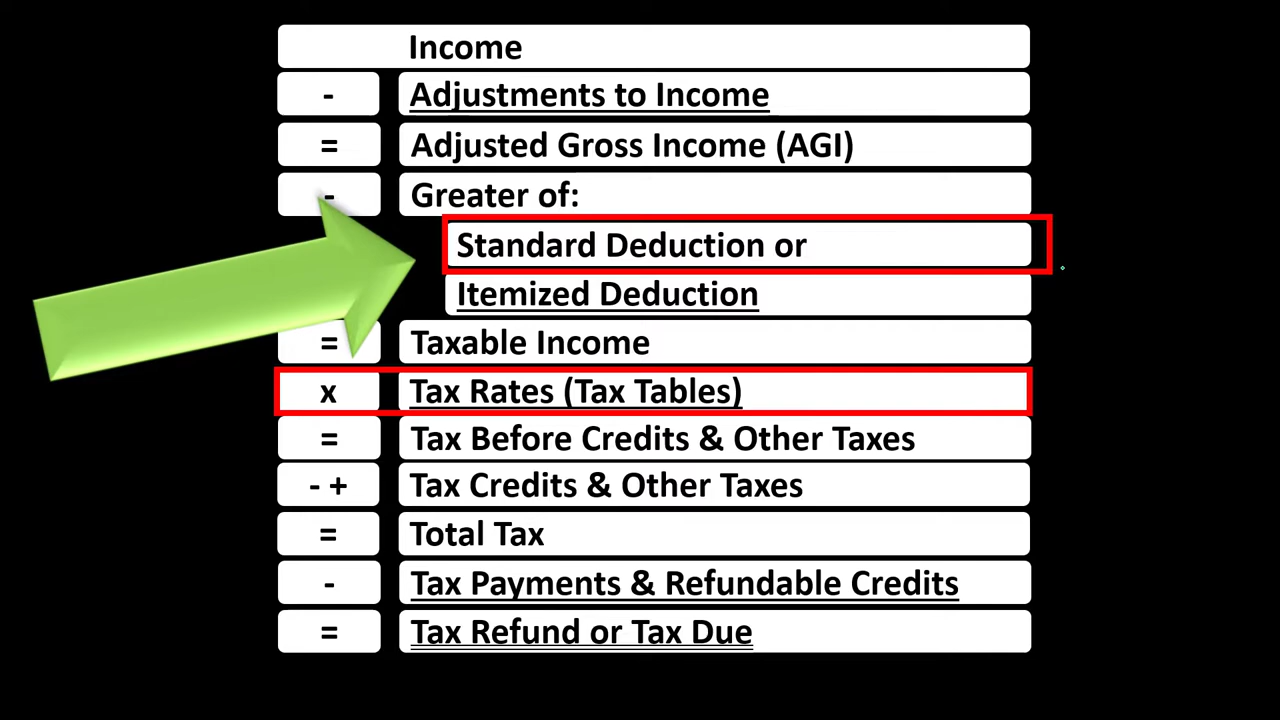 Income
- Adjustments to Income
= Adjusted Gross Income (AGI)
- Greater of:
Standard Deduction or
Itemized Deduction
= Taxable Income
x Tax Rates (Tax Tables)
= Tax Before Credits & Other Taxes
- + Tax Credits & Other Taxes
= Total Tax
- Tax Payments & Refundable Credits
= Tax Refund or Tax Due